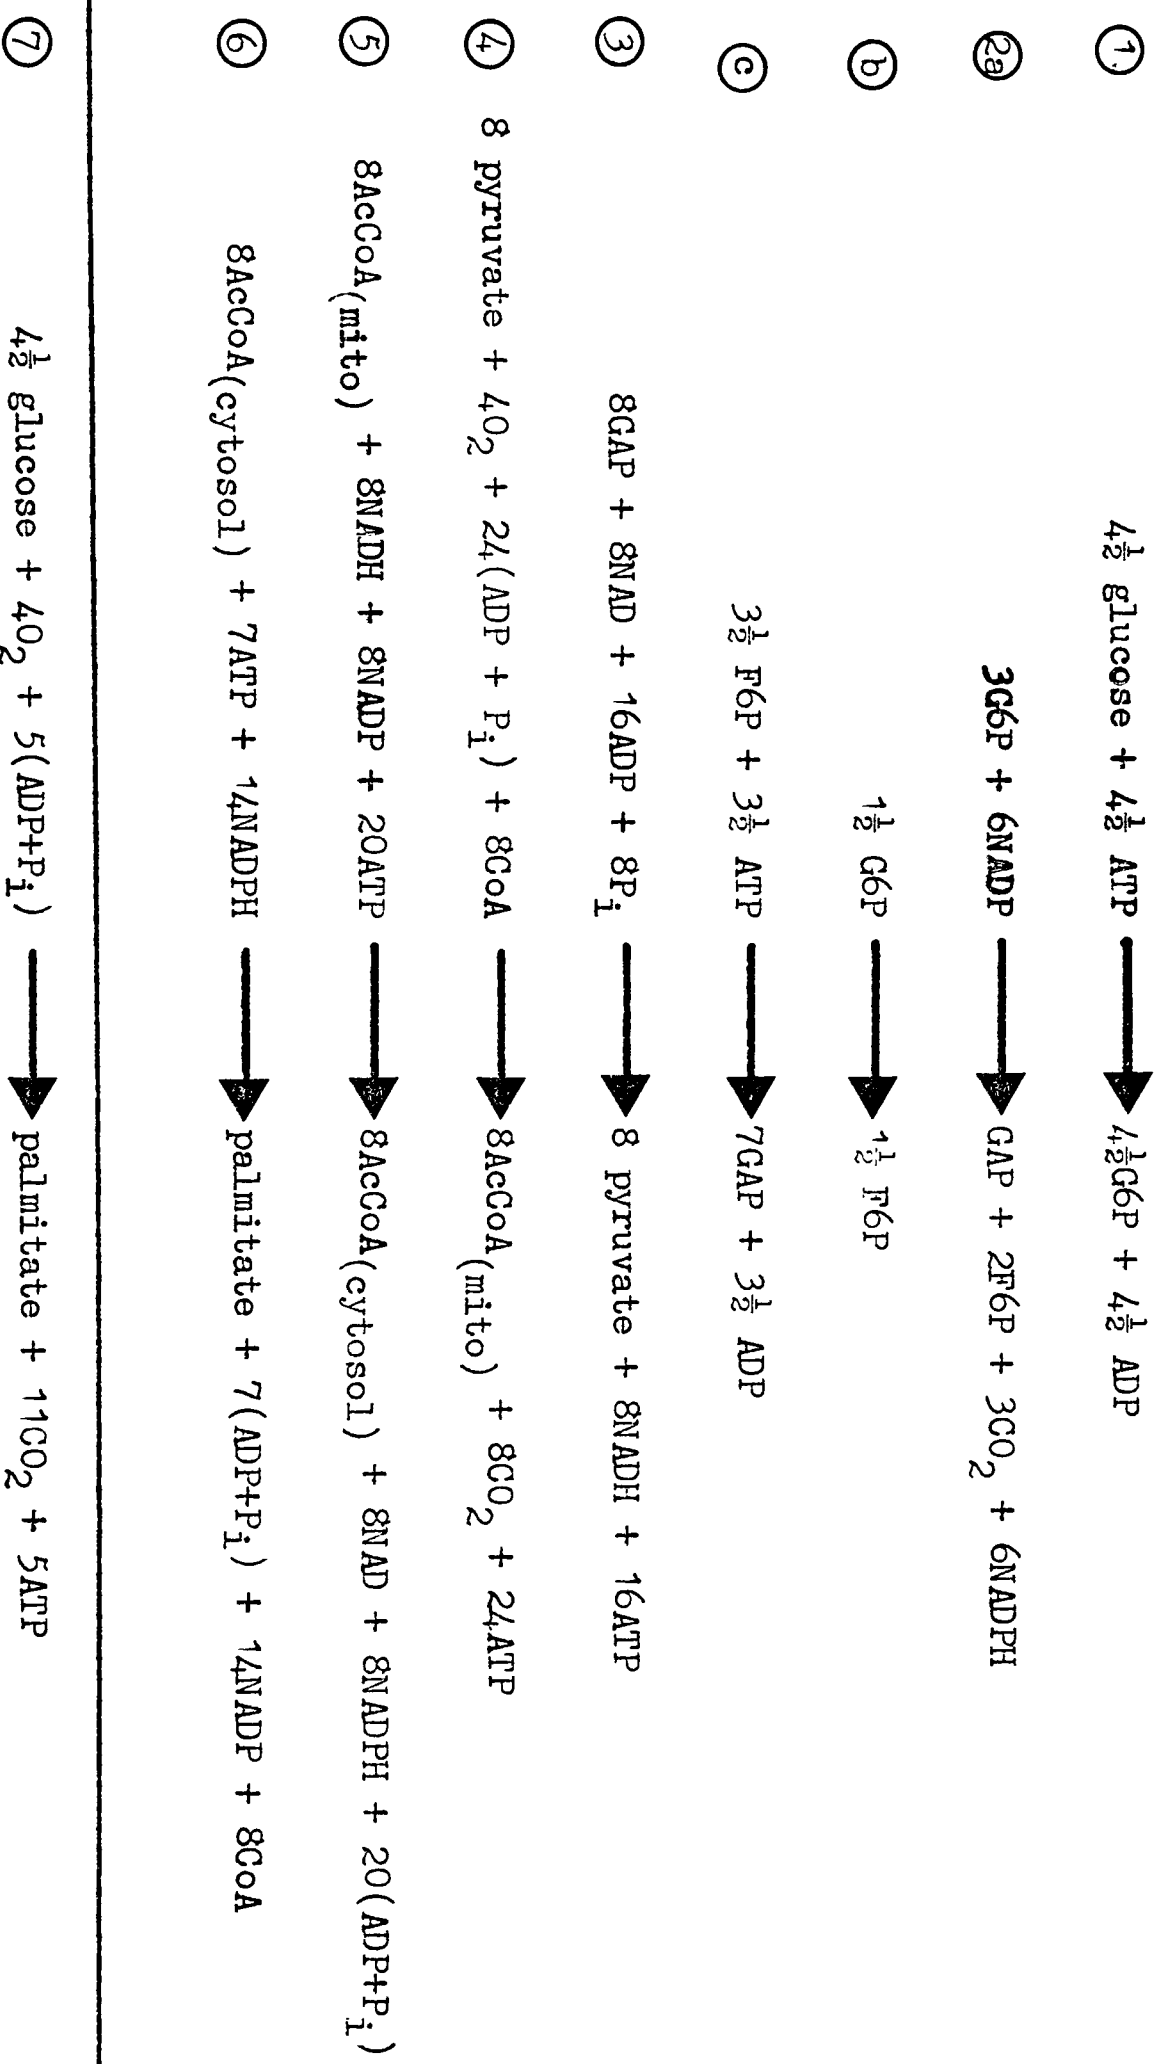 1. 4½ glucose + 4½ ATP → 4½G6P + 4½ ADP
2a 3G6P + 6NADP → GAP + 2F6P + 3CO₂ + 6NADPH
b 1½ G6P → 1½ F6P
c 3½ F6P + 3½ ATP → 7GAP + 3½ ADP
3 8GAP + 8NAD + 16ADP + 8Pᵢ → 8 pyruvate + 8NADH + 16ATP
4 8 pyruvate + 4O₂ + 24(ADP + Pᵢ) + 8CoA → 8AcCoA(mito) + 8CO₂ + 24ATP
5 8AcCoA(mito) + 8NADH + 8NADP + 20ATP → 8AcCoA(cytosol) + 8NAD + 8NADPH + 20(ADP+Pᵢ)
6 8AcCoA(cytosol) + 7ATP + 14NADPH → palmitate + 7(ADP+Pᵢ) + 14NADP + 8CoA
7 4½ glucose + 4O₂ + 5(ADP+Pᵢ) → palmitate + 11CO₂ + 5ATP